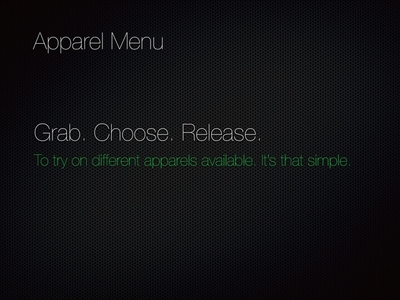 Apparel Menu
Grab. Choose. Release.
To try on different apparels available. It's that simple.